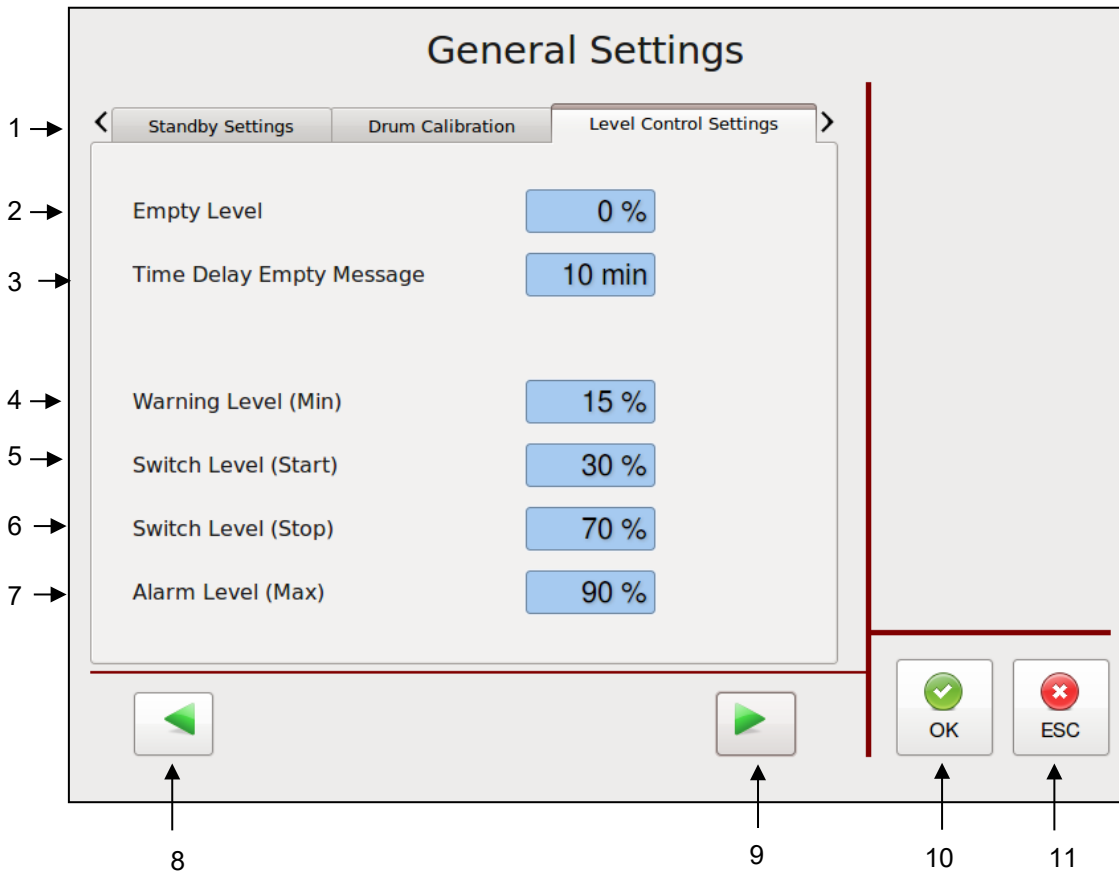 General Settings
1 Standby Settings Drum Calibration Level Control Settings
2 Empty Level 0 %
3 Time Delay Empty Message 10 min
4 Warning Level (Min) 15 %
5 Switch Level (Start) 30 %
6 Switch Level (Stop) 70 %
7 Alarm Level (Max) 90 %
OK ESC
8 9 10 11